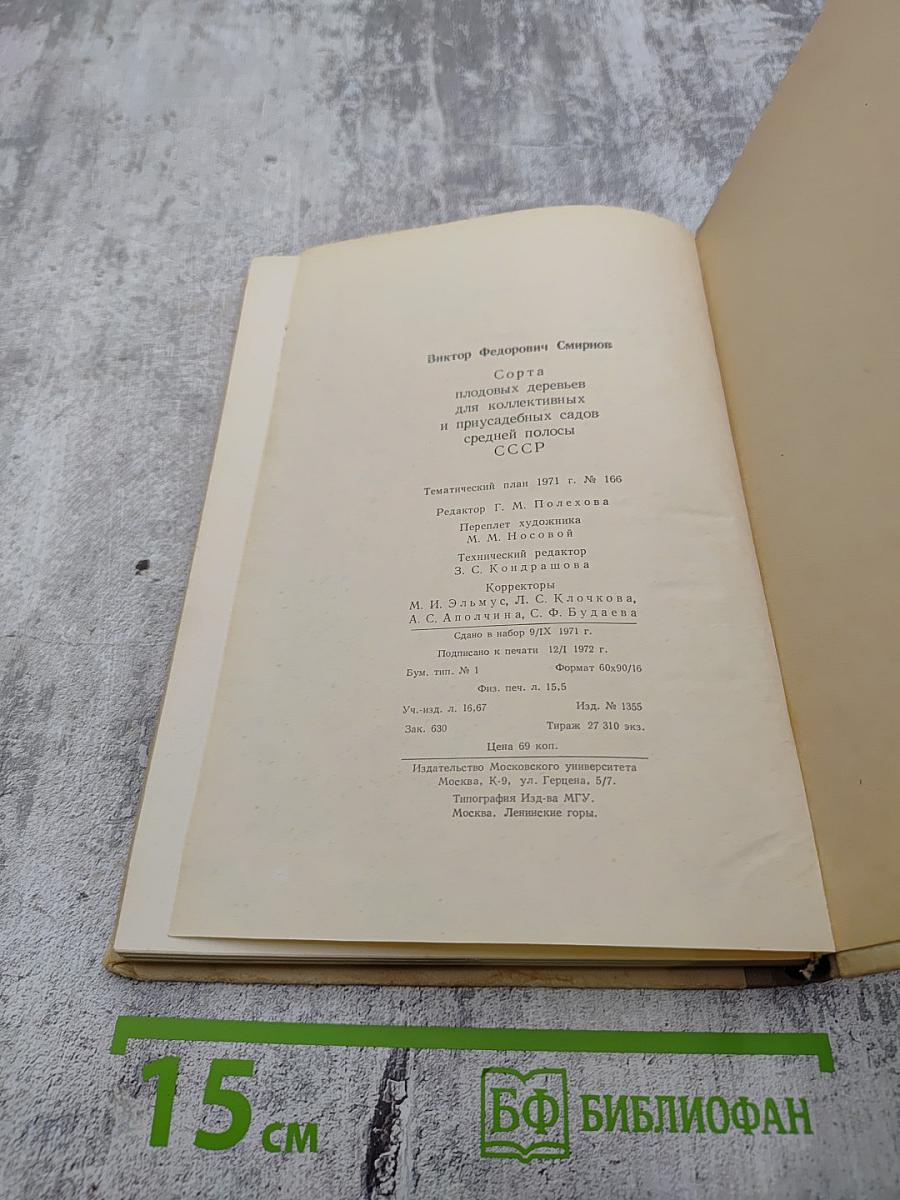 Виктор Федорович Смирнов
Сорта
плодовых деревьев
для коллективных
и приусадебных садов
средней полосы
СССР
Тематический план 1971 г. № 166
Редактор Г. М. Полехова
Переплет художника
М. М. Носовой
Технический редактор
З. С. Кондрашова
Корректоры
М. И. Эльмус, Л. С. Клочкова,
А. С. Аполчина, С. Ф. Будаева
Сдано в набор 9/IX 1971 г.
Подписано к печати 12/I 1972 г.
Бум. тип. № 1 Формат 60х90/16
Физ. печ. л. 15,5
Уч.-изд. л. 16,67 Изд. № 1355
Зак. 630 Тираж 27 310 экз.
Цена 69 коп.
Издательство Московского университета
Москва, К-9, ул. Герцена, 5/7.
Типография Изд-ва МГУ.
Москва, Ленинские горы.
15 см
БФ БИБЛИОФАН